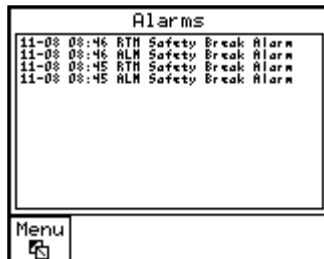 Alarms
11-08 08:46 RTN Safety Break Alarm
11-08 08:46 ALM Safety Break Alarm
11-08 08:45 RTN Safety Break Alarm
11-08 08:45 ALM Safety Break Alarm
Menu